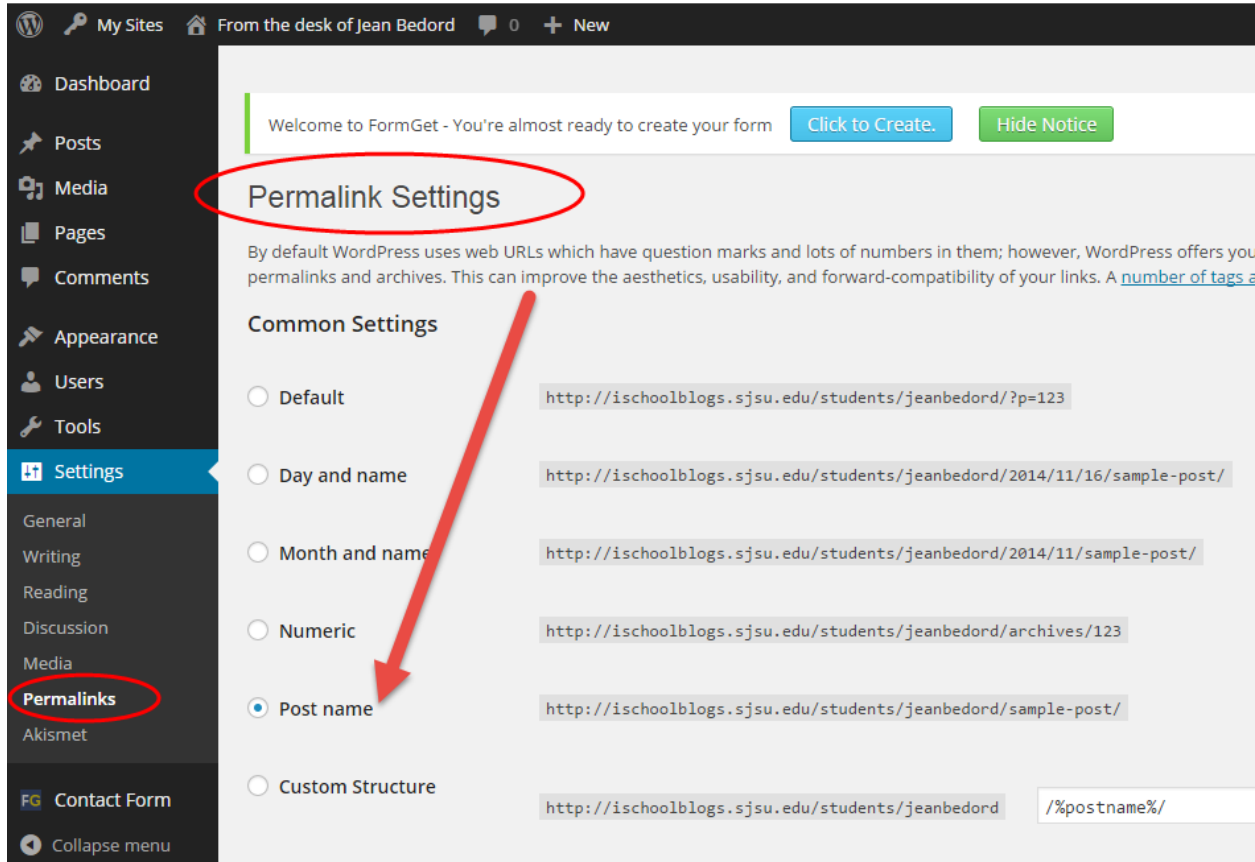 My Sites From the desk of Jean Bedord 0 New
Dashboard
Posts
Media
Pages
Comments
Appearance
Users
Tools
Settings
General
Writing
Reading
Discussion
Media
Permalinks
Akismet
FG Contact Form
Collapse menu
Welcome to FormGet - You're almost ready to create your form Click to Create. Hide Notice
Permalink Settings
By default WordPress uses web URLs which have question marks and lots of numbers in them; however, WordPress offers you
permalinks and archives. This can improve the aesthetics, usability, and forward-compatibility of your links. A number of tags a
Common Settings
Default http://ischoolblogs.sjsu.edu/students/jeanbedord/?p=123
Day and name http://ischoolblogs.sjsu.edu/students/jeanbedord/2014/11/16/sample-post/
Month and name http://ischoolblogs.sjsu.edu/students/jeanbedord/2014/11/sample-post/
Numeric http://ischoolblogs.sjsu.edu/students/jeanbedord/archives/123
Post name http://ischoolblogs.sjsu.edu/students/jeanbedord/sample-post/
Custom Structure
http://ischoolblogs.sjsu.edu/students/jeanbedord /%postname%/